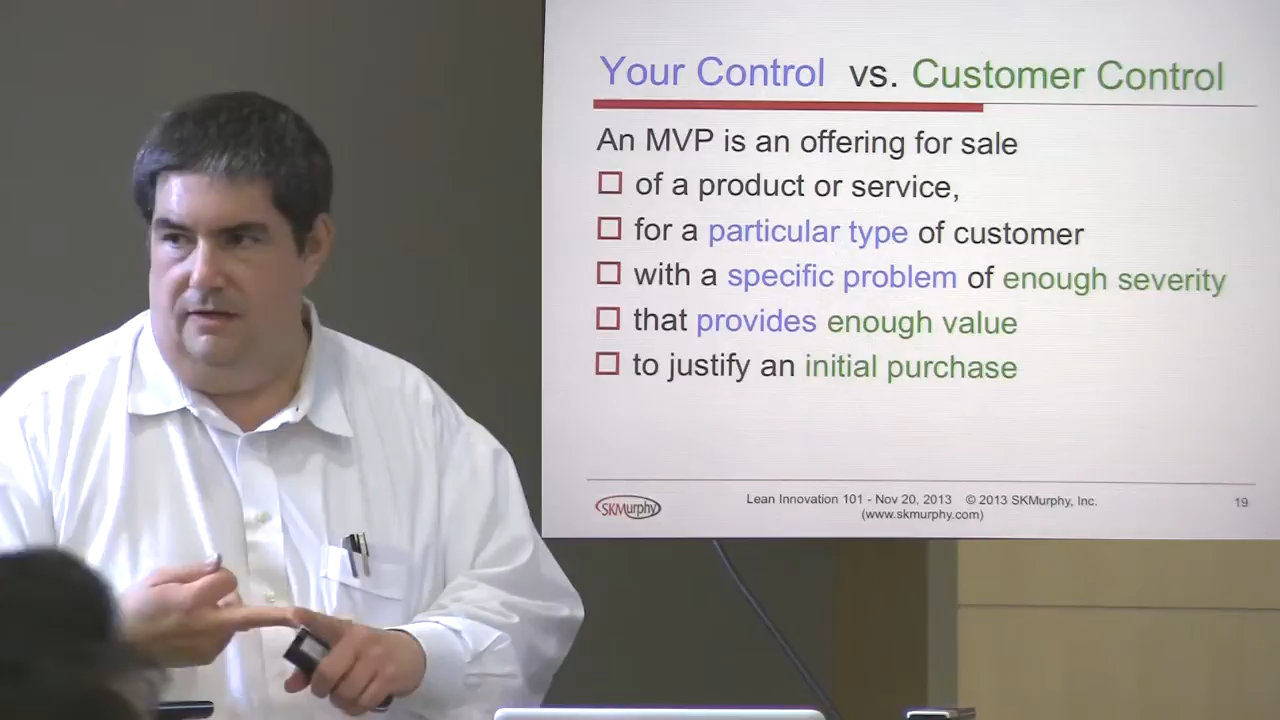 Your Control vs. Customer Control
An MVP is an offering for sale
of a product or service,
for a particular type of customer
with a specific problem of enough severity
that provides enough value
to justify an initial purchase
SKMurphy
Lean Innovation 101 - Nov 20, 2013 © 2013 SKMurphy, Inc.
(www.skmurphy.com)
19